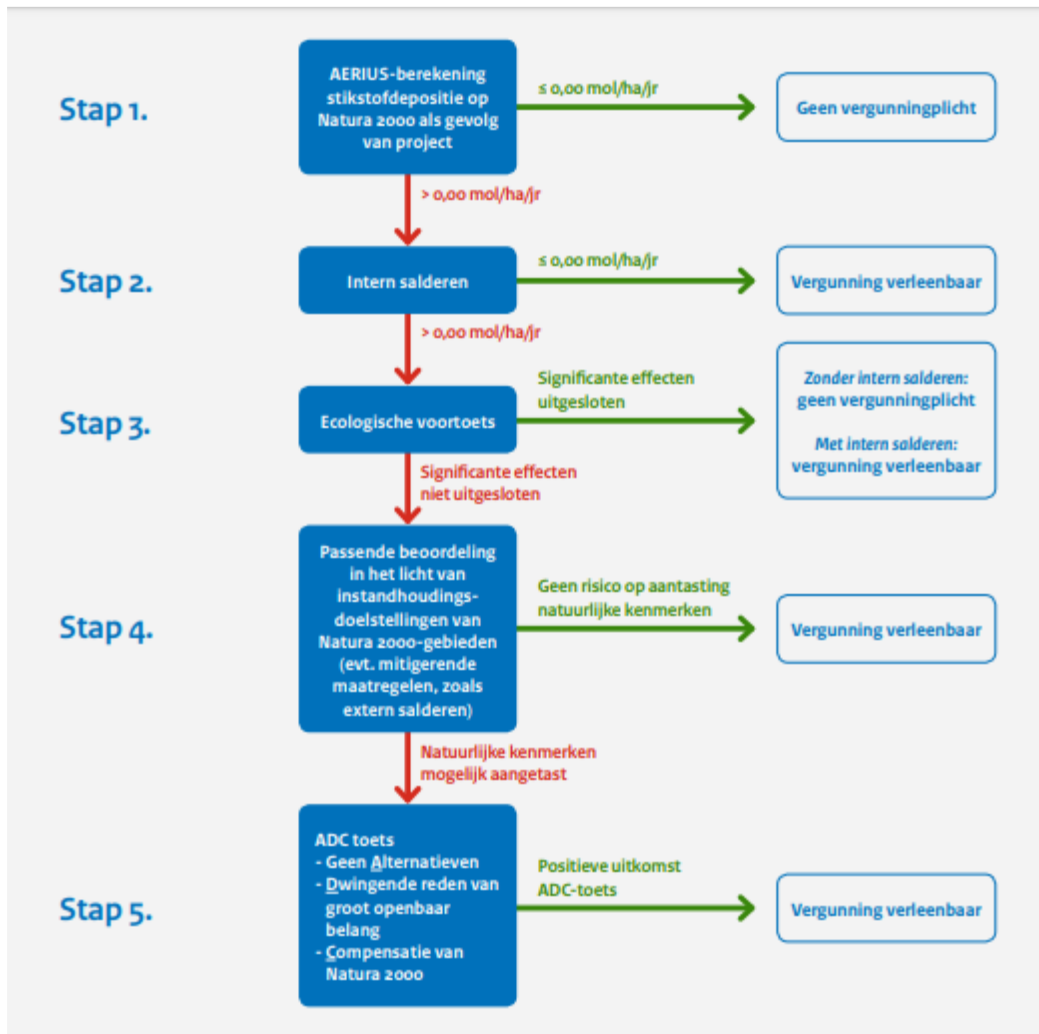 Stap 1.
AERIUS-berekening
stikstofdepositie op
Natura 2000 als gevolg
van project
≤ 0,00 mol/ha/jr
Geen vergunningplicht
> 0,00 mol/ha/jr
Stap 2.
Intern salderen
≤ 0,00 mol/ha/jr
Vergunning verleenbaar
> 0,00 mol/ha/jr
Stap 3.
Ecologische voortoets
Significante effecten
uitgesloten
Zonder intern salderen:
geen vergunningplicht
Met intern salderen:
vergunning verleenbaar
Significante effecten
niet uitgesloten
Stap 4.
Passende beoordeling
in het licht van
instandhoudings-
doelstellingen van
Natura 2000-gebieden
(evt. mitigerende
maatregelen, zoals
extern salderen)
Geen risico op aantasting
natuurlijke kenmerken
Vergunning verleenbaar
Natuurlijke kenmerken
mogelijk aangetast
Stap 5.
ADC toets
- Geen Alternatieven
- Dwingende reden van
groot openbaar
belang
- Compensatie van
Natura 2000
Positieve uitkomst
ADC-toets
Vergunning verleenbaar